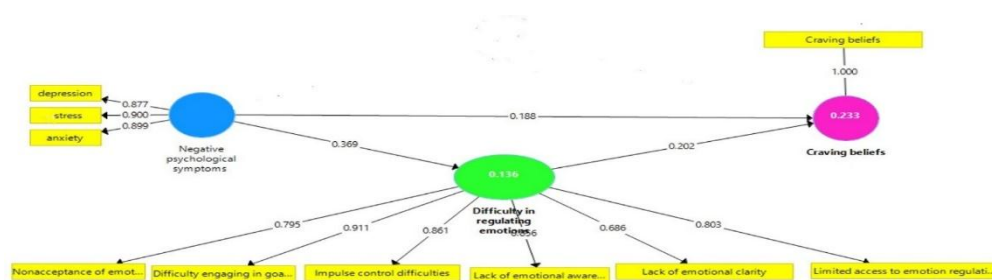 Craving beliefs
1.000
depression
0.877
stress
0.900
anxiety
0.899
Negative
psychological
symptoms
0.188
0.233
Craving beliefs
0.369
0.202
0.136
Difficulty in
regulating
emotions
0.795
0.911
0.861
0.856
0.686
0.803
Nonacceptance of emot...
Difficulty engaging in goa...
Impulse control difficulties
Lack of emotional aware...
Lack of emotional clarity
Limited access to emotion regulati...